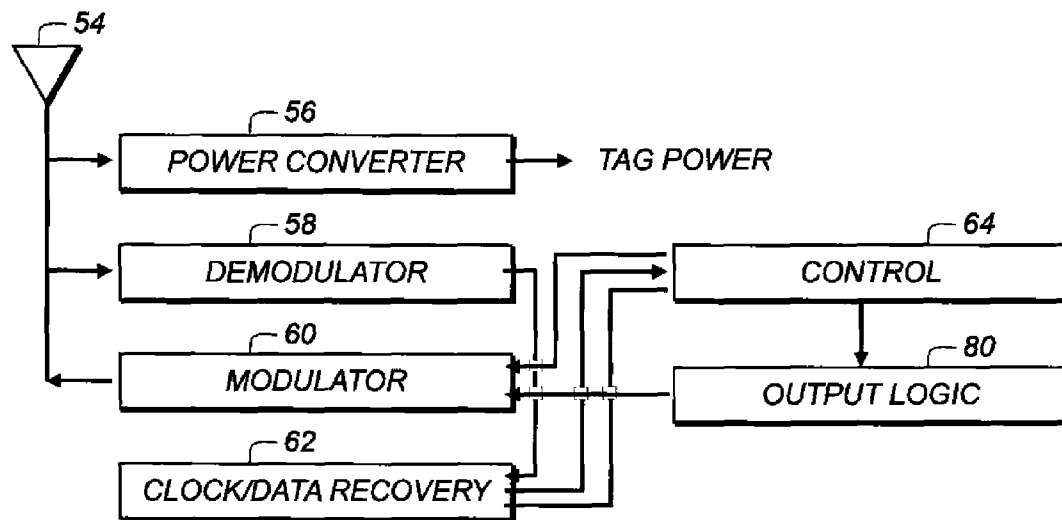 54
56
POWER CONVERTER
TAG POWER
58
DEMODULATOR
64
CONTROL
60
MODULATOR
80
OUTPUT LOGIC
62
CLOCK/DATA RECOVERY